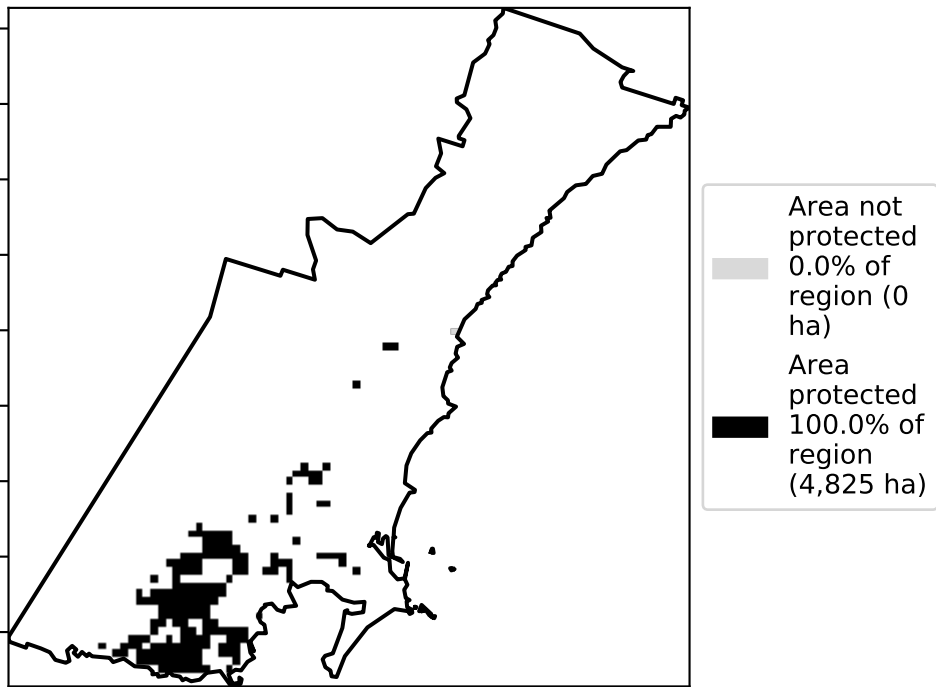 Area not
protected
0.0% of
region (0
ha)
Area
protected
100.0% of
region
(4,825 ha)